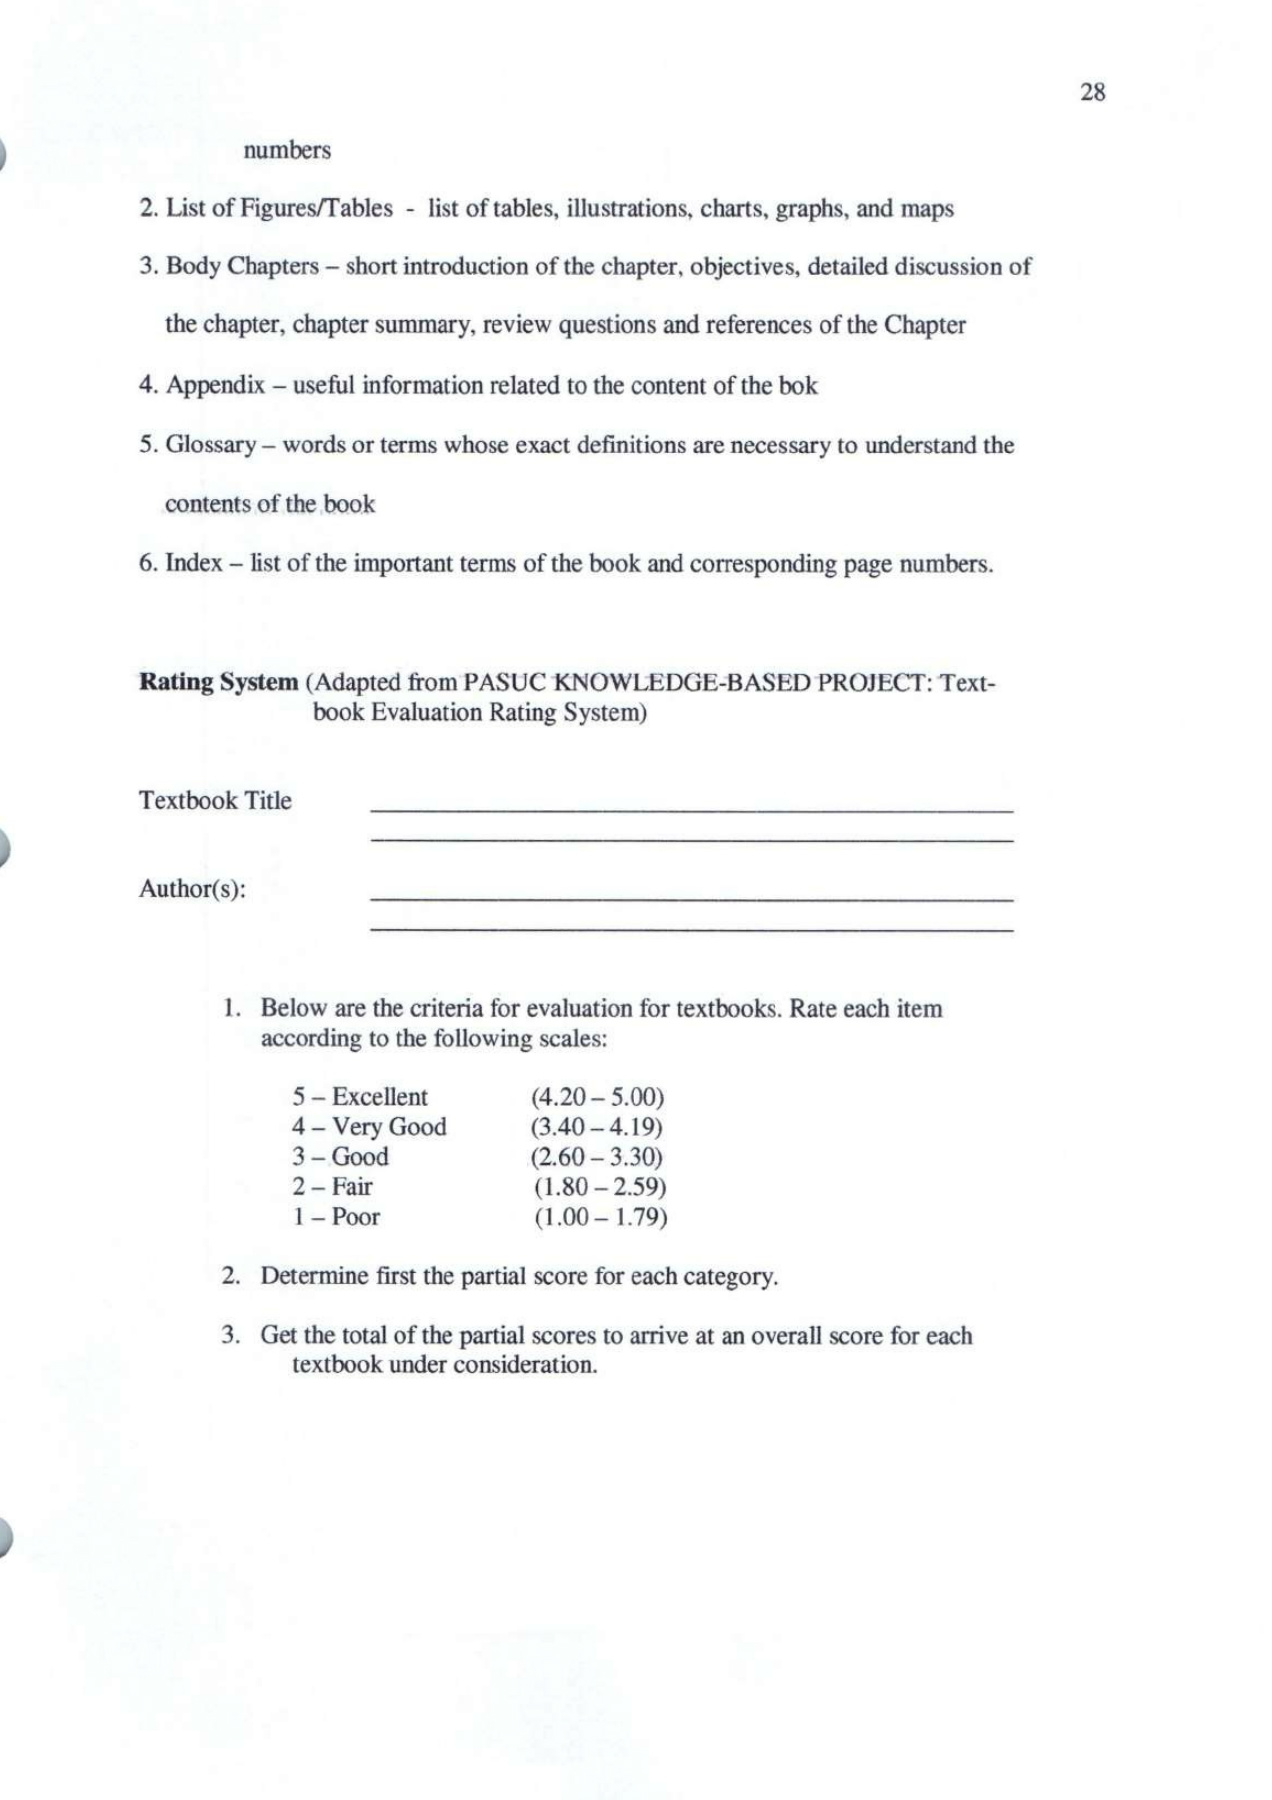 28
numbers
2. List of Figures/Tables - list of tables, illustrations, charts, graphs, and maps
3. Body Chapters – short introduction of the chapter, objectives, detailed discussion of
the chapter, chapter summary, review questions and references of the Chapter
4. Appendix – useful information related to the content of the bok
5. Glossary – words or terms whose exact definitions are necessary to understand the
contents of the book
6. Index – list of the important terms of the book and corresponding page numbers.
Rating System (Adapted from PASUC KNOWLEDGE-BASED PROJECT: Text-
book Evaluation Rating System)
Textbook Title
Author(s):
1. Below are the criteria for evaluation for textbooks. Rate each item
according to the following scales:
5 – Excellent (4.20 – 5.00)
4 – Very Good (3.40 – 4.19)
3 – Good (2.60 – 3.30)
2 – Fair (1.80 – 2.59)
1 – Poor (1.00 – 1.79)
2. Determine first the partial score for each category.
3. Get the total of the partial scores to arrive at an overall score for each
textbook under consideration.